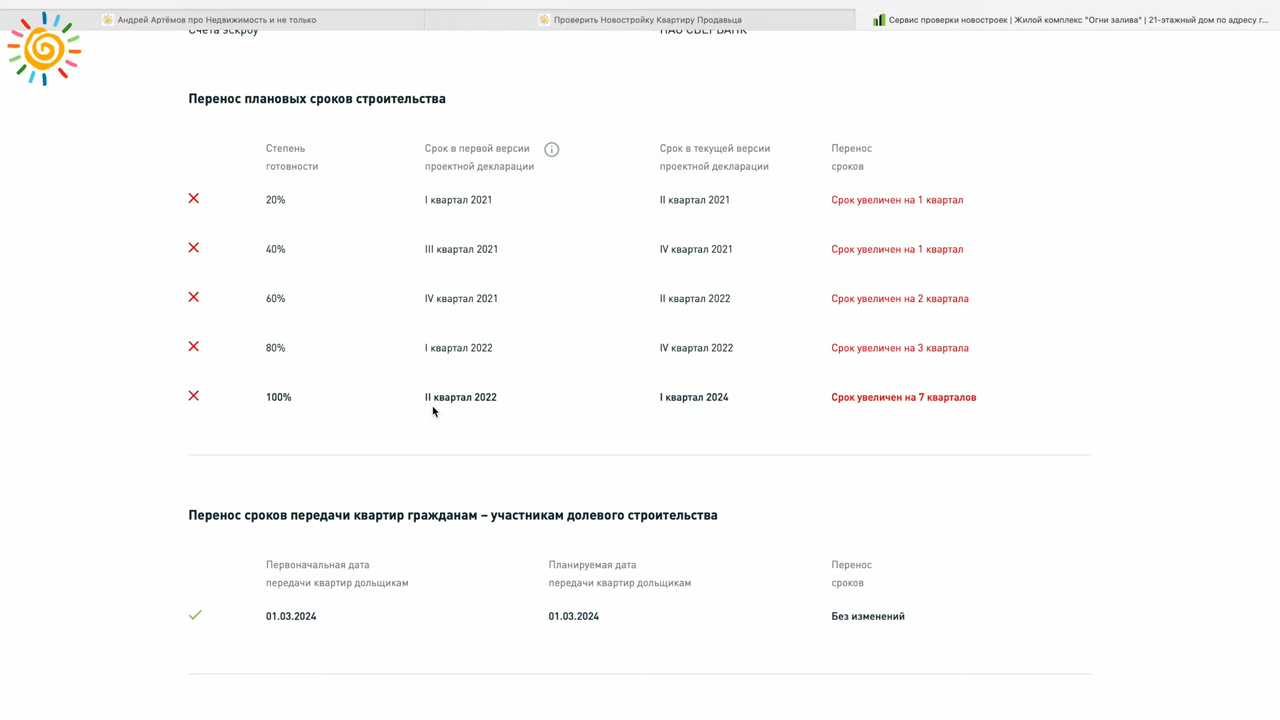 Андрей Артёмов про Недвижимость и не только
Проверить Новостройку Квартиру Продавца
Сервис проверки новостроек | Жилой комплекс "Огни залива" | 21-этажный дом по адресу г...
Счета эскроу
ПАО СБЕРБАНК
Перенос плановых сроков строительства
Степень готовности
Срок в первой версии проектной декларации
Срок в текущей версии проектной декларации
Перенос сроков
20% I квартал 2021 II квартал 2021 Срок увеличен на 1 квартал
40% III квартал 2021 IV квартал 2021 Срок увеличен на 1 квартал
60% IV квартал 2021 II квартал 2022 Срок увеличен на 2 квартала
80% I квартал 2022 IV квартал 2022 Срок увеличен на 3 квартала
100% II квартал 2022 I квартал 2024 Срок увеличен на 7 кварталов
Перенос сроков передачи квартир гражданам – участникам долевого строительства
Первоначальная дата передачи квартир дольщикам
Планируемая дата передачи квартир дольщикам
Перенос сроков
01.03.2024 01.03.2024 Без изменений